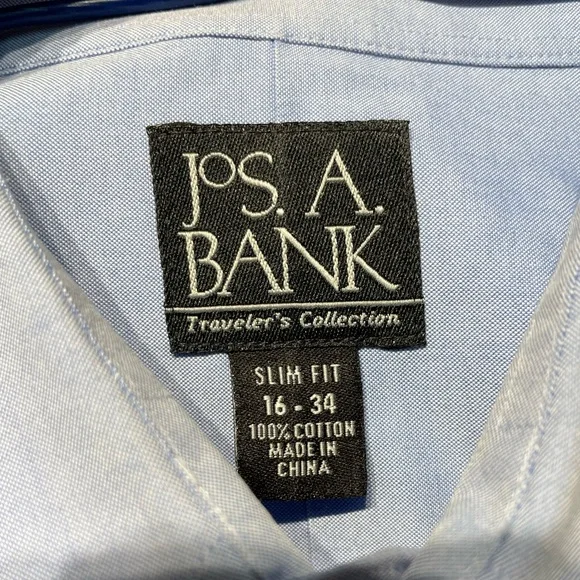 JOS. A.
BANK
Traveler's Collection
SLIM FIT
16 - 34
100% COTTON
MADE IN
CHINA